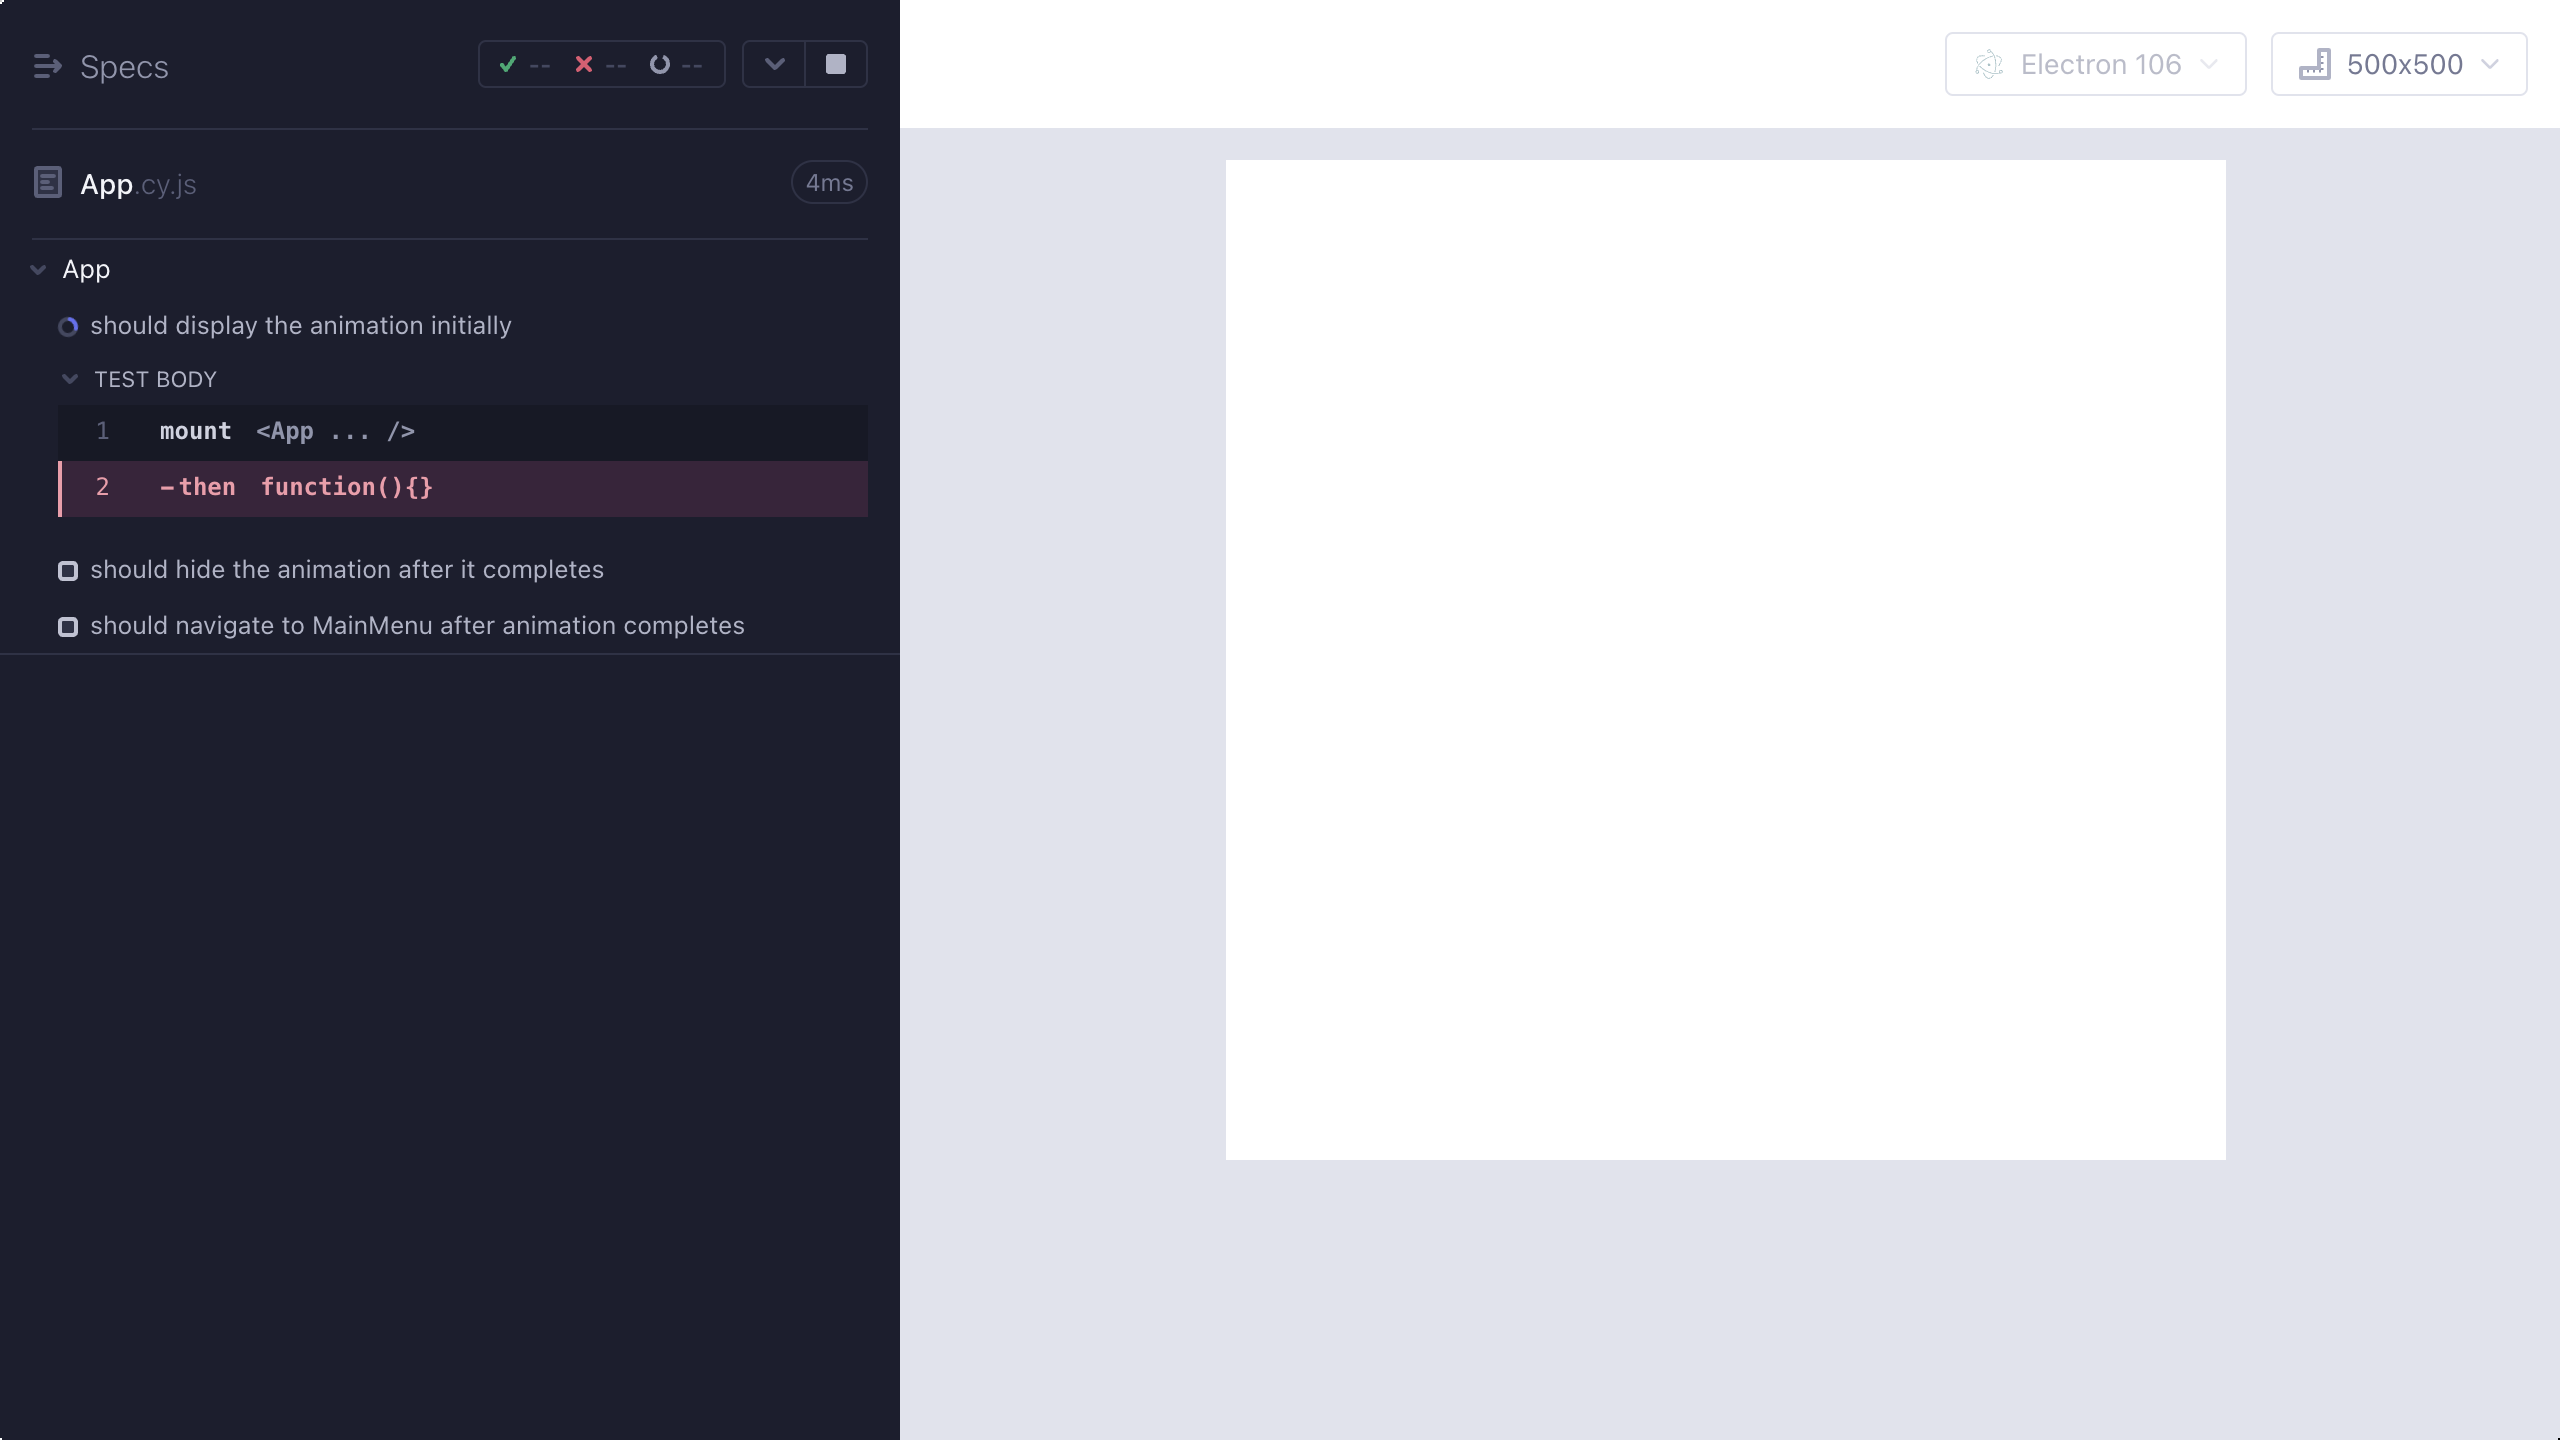 Specs
-- -- --
Electron 106
500x500
App.cy.js
4ms
App
should display the animation initially
TEST BODY
1 mount <App ... />
2 -then function(){}
should hide the animation after it completes
should navigate to MainMenu after animation completes